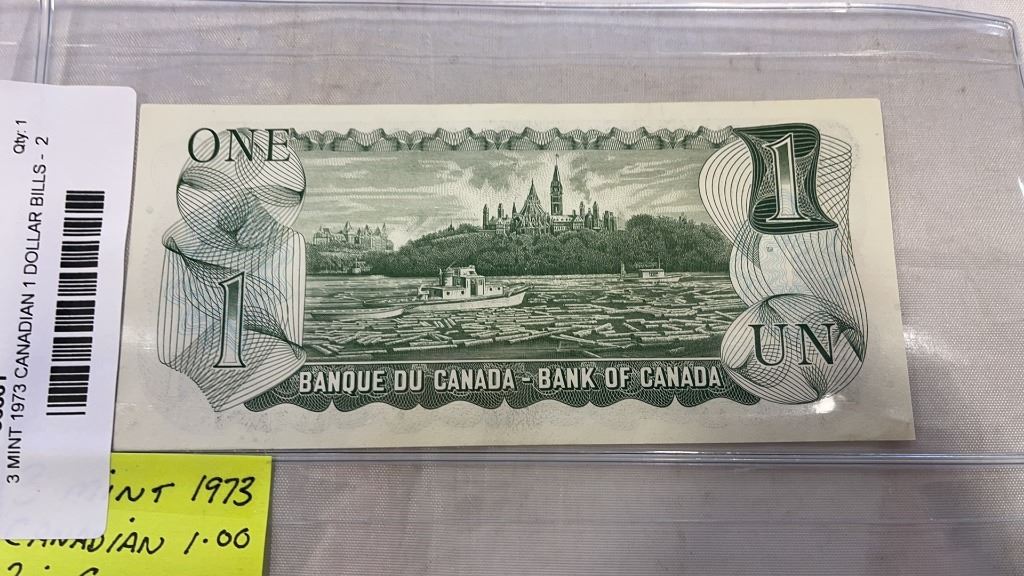 Qty: 1
3 MINT 1973 CANADIAN 1 DOLLAR BILLS - 2
ONE
1
1
UN
BANQUE DU CANADA - BANK OF CANADA
MINT 1973
CANADIAN 1.00